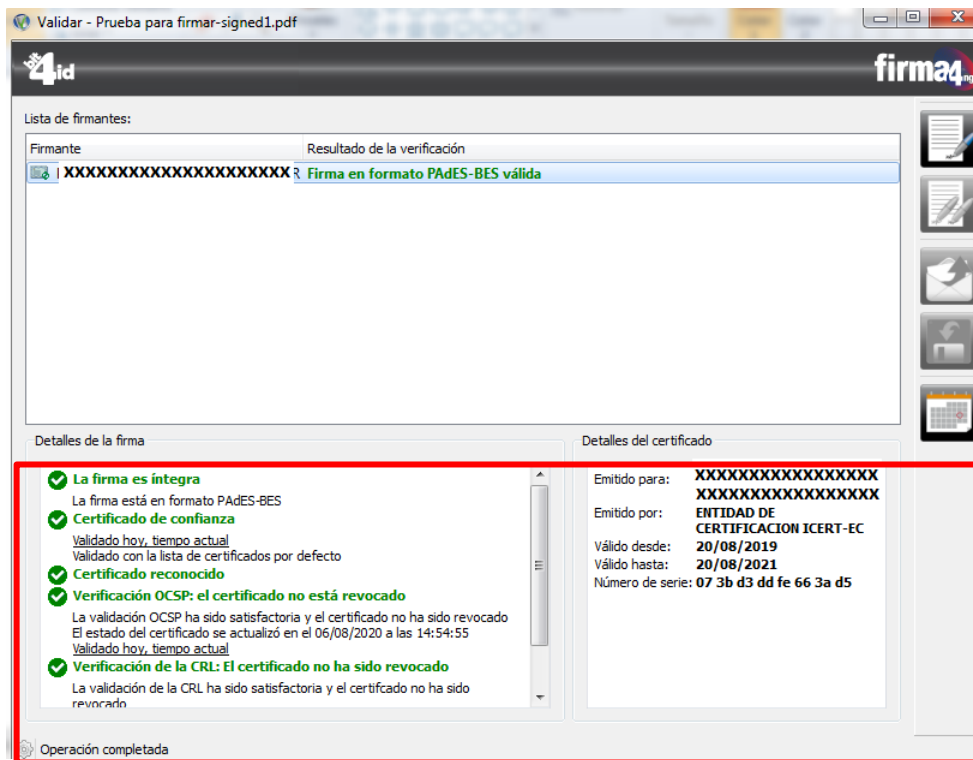 Validar - Prueba para firmar-signed1.pdf
4id
firma4ng
Lista de firmantes:
Firmante Resultado de la verificación
XXXXXXXXXXXXXXXXXXXXX R Firma en formato PAdES-BES válida
Detalles de la firma
La firma es íntegra
La firma está en formato PAdES-BES
Certificado de confianza
Validado hoy, tiempo actual
Validado con la lista de certificados por defecto
Certificado reconocido
Verificación OCSP: el certificado no está revocado
La validación OCSP ha sido satisfactoria y el certificado no ha sido revocado
El estado del certificado se actualizó en el 06/08/2020 a las 14:54:55
Validado hoy, tiempo actual
Verificación de la CRL: El certificado no ha sido revocado
La validación de la CRL ha sido satisfactoria y el certifcado no ha sido
revocado
Detalles del certificado
Emitido para: XXXXXXXXXXXXXXXXX
XXXXXXXXXXXXXXXXX
Emitido por: ENTIDAD DE
CERTIFICACION ICERT-EC
Válido desde: 20/08/2019
Válido hasta: 20/08/2021
Número de serie: 07 3b d3 dd fe 66 3a d5
Operación completada